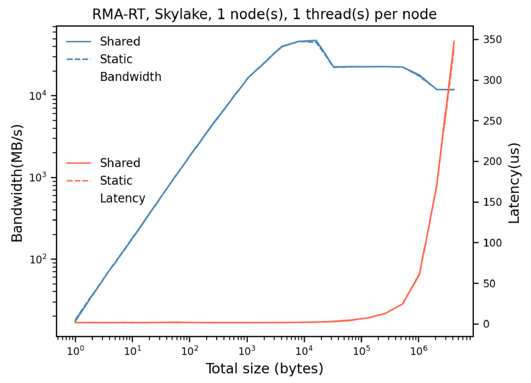 RMA-RT, Skylake, 1 node(s), 1 thread(s) per node
Shared
Static
Bandwidth
Shared
Static
Latency
Bandwidth(MB/s)
10⁴
10³
10²
Latency(us)
350
300
250
200
150
100
50
0
10⁰ 10¹ 10² 10³ 10⁴ 10⁵ 10⁶
Total size (bytes)